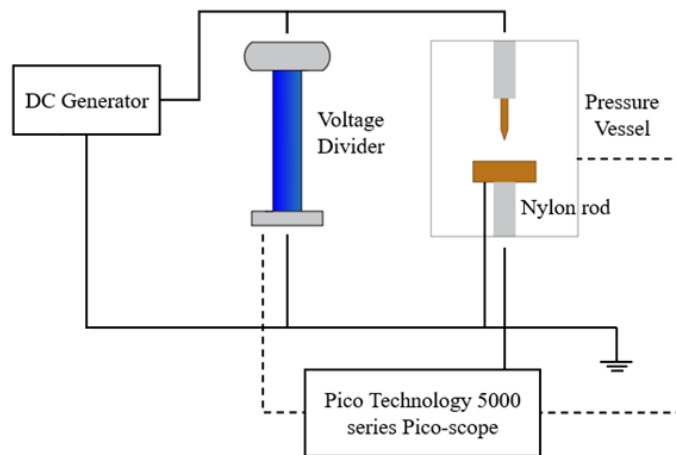 DC Generator
Voltage
Divider
Pressure
Vessel
Nylon rod
Pico Technology 5000
series Pico-scope